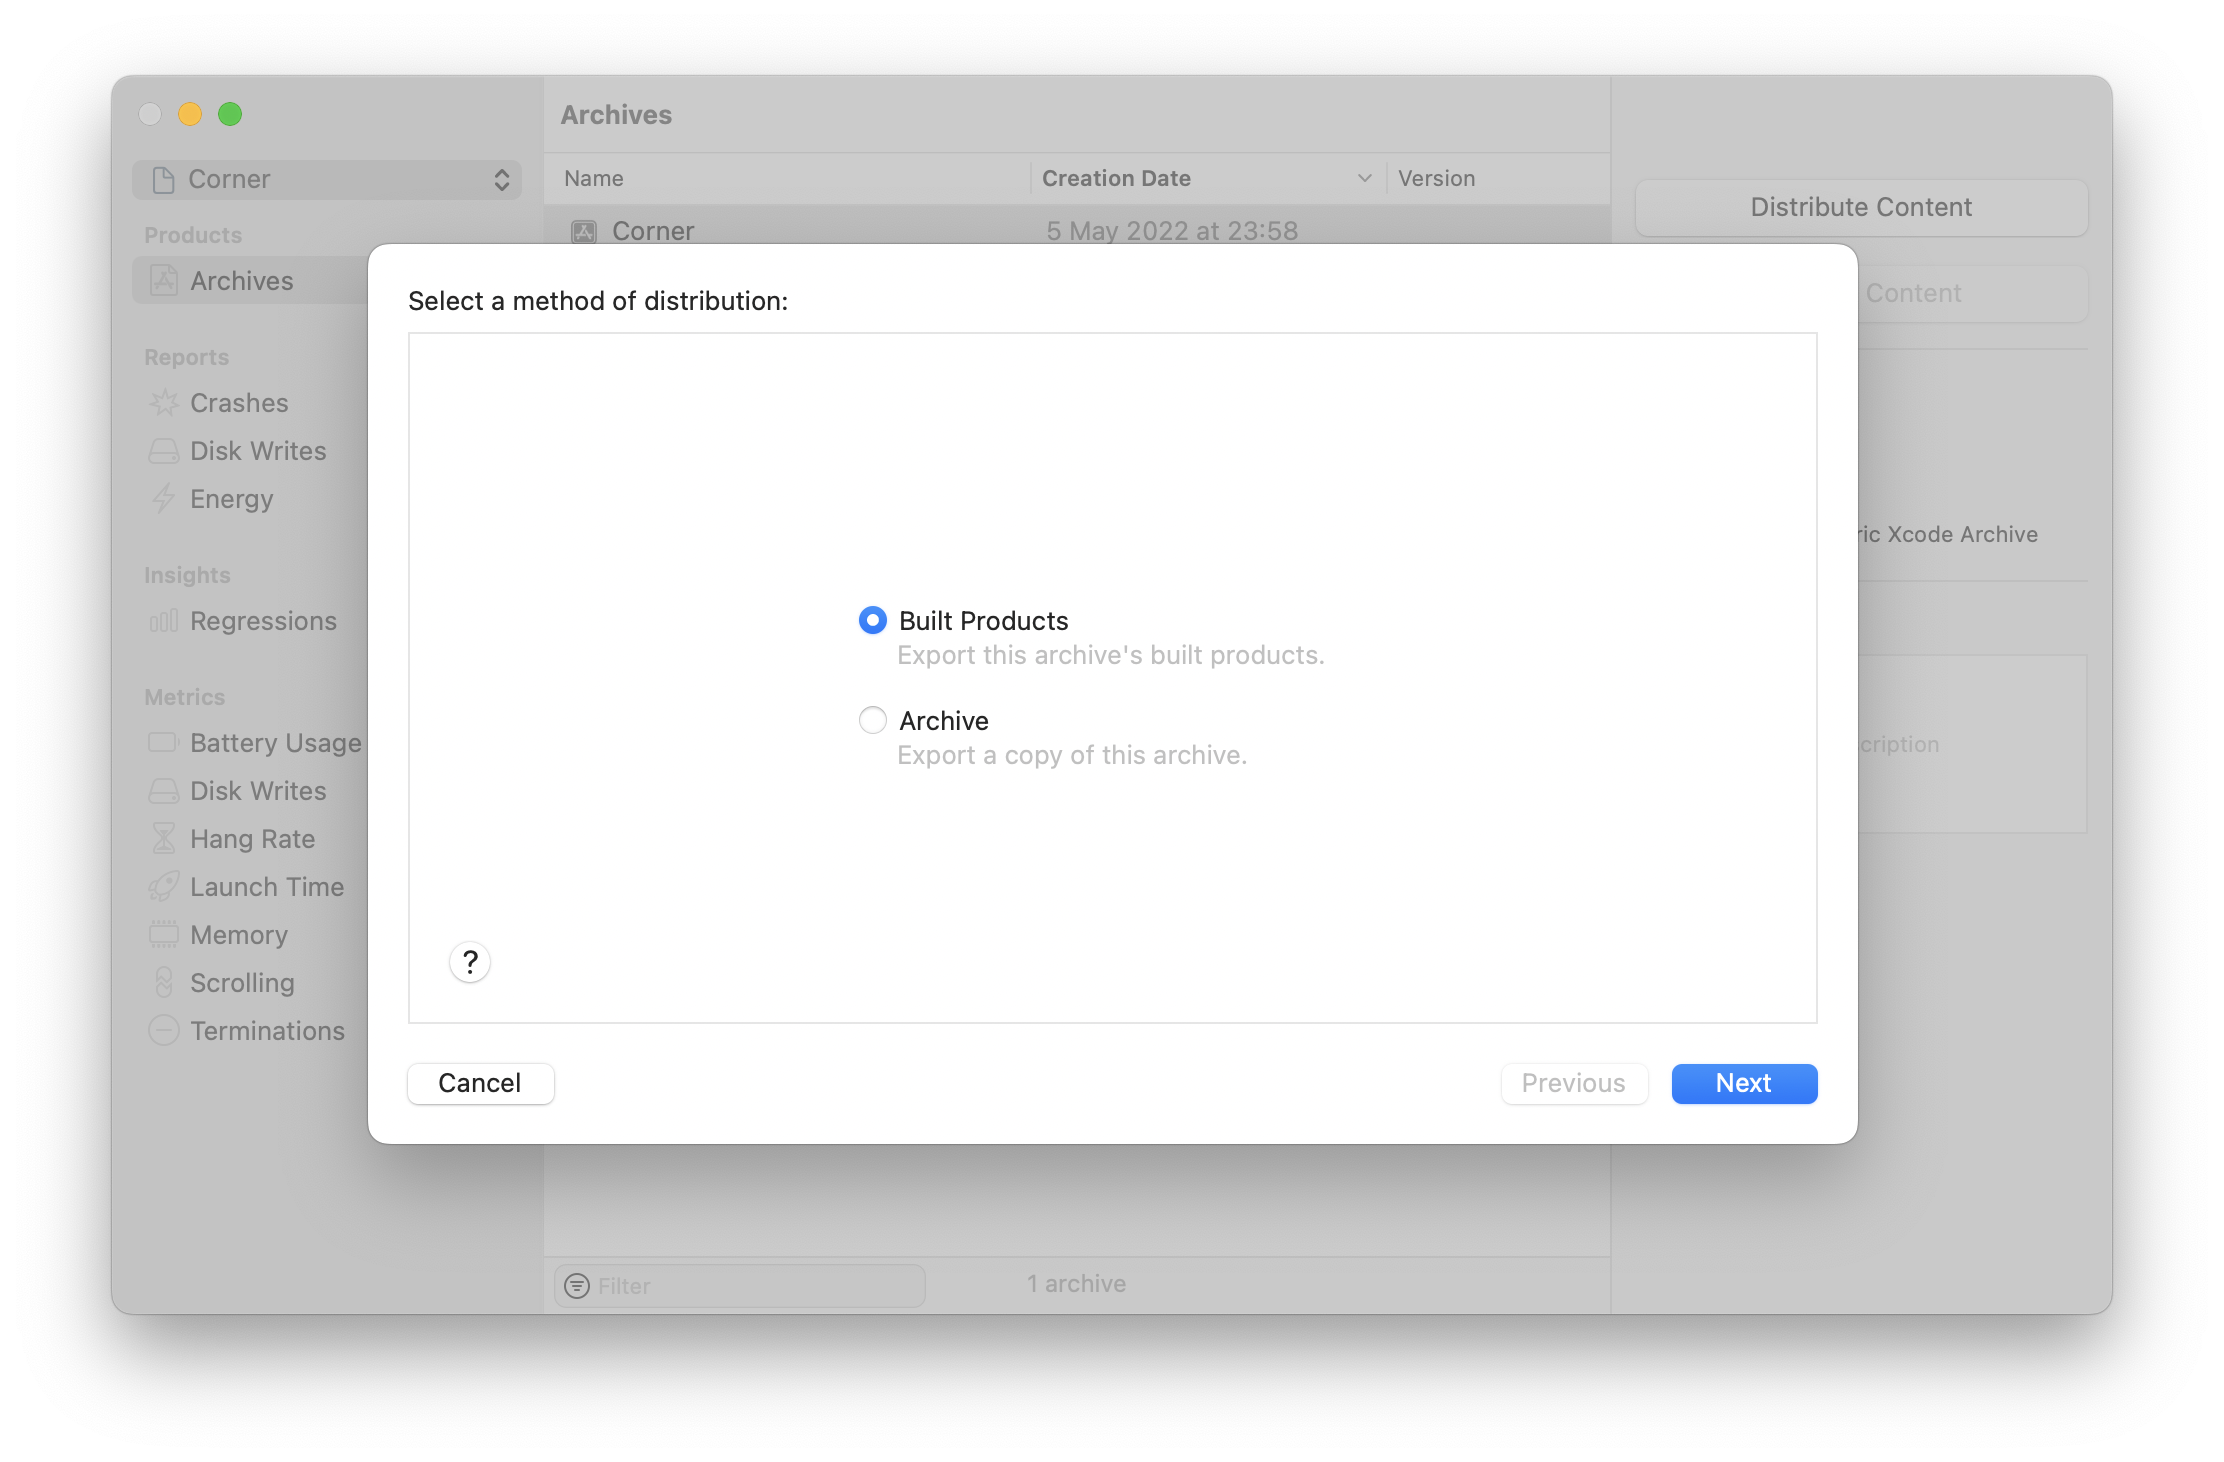 Archives
Corner
Name Creation Date Version
Corner 5 May 2022 at 23:58
Distribute Content
Products
Archives
Content
Select a method of distribution:
Reports
Crashes
Disk Writes
Energy
Xcode Archive
Insights
Regressions
Built Products
Export this archive's built products.
Archive
Export a copy of this archive.
Metrics
Battery Usage
Disk Writes
Hang Rate
Launch Time
Memory
Scrolling
Terminations
?
Cancel Previous Next
Filter 1 archive